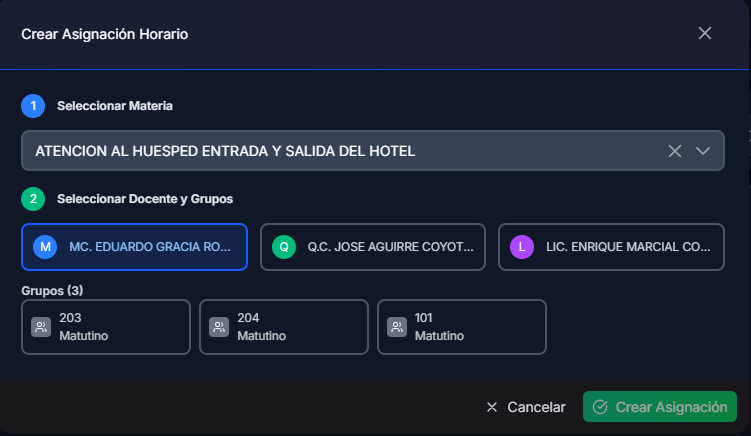 Crear Asignación Horario
1 Seleccionar Materia
ATENCION AL HUESPED ENTRADA Y SALIDA DEL HOTEL
2 Seleccionar Docente y Grupos
M MC. EDUARDO GRACIA RO...
Q Q.C. JOSE AGUIRRE COYOT...
L LIC. ENRIQUE MARCIAL CO...
Grupos (3)
203
Matutino
204
Matutino
101
Matutino
Cancelar
Crear Asignación